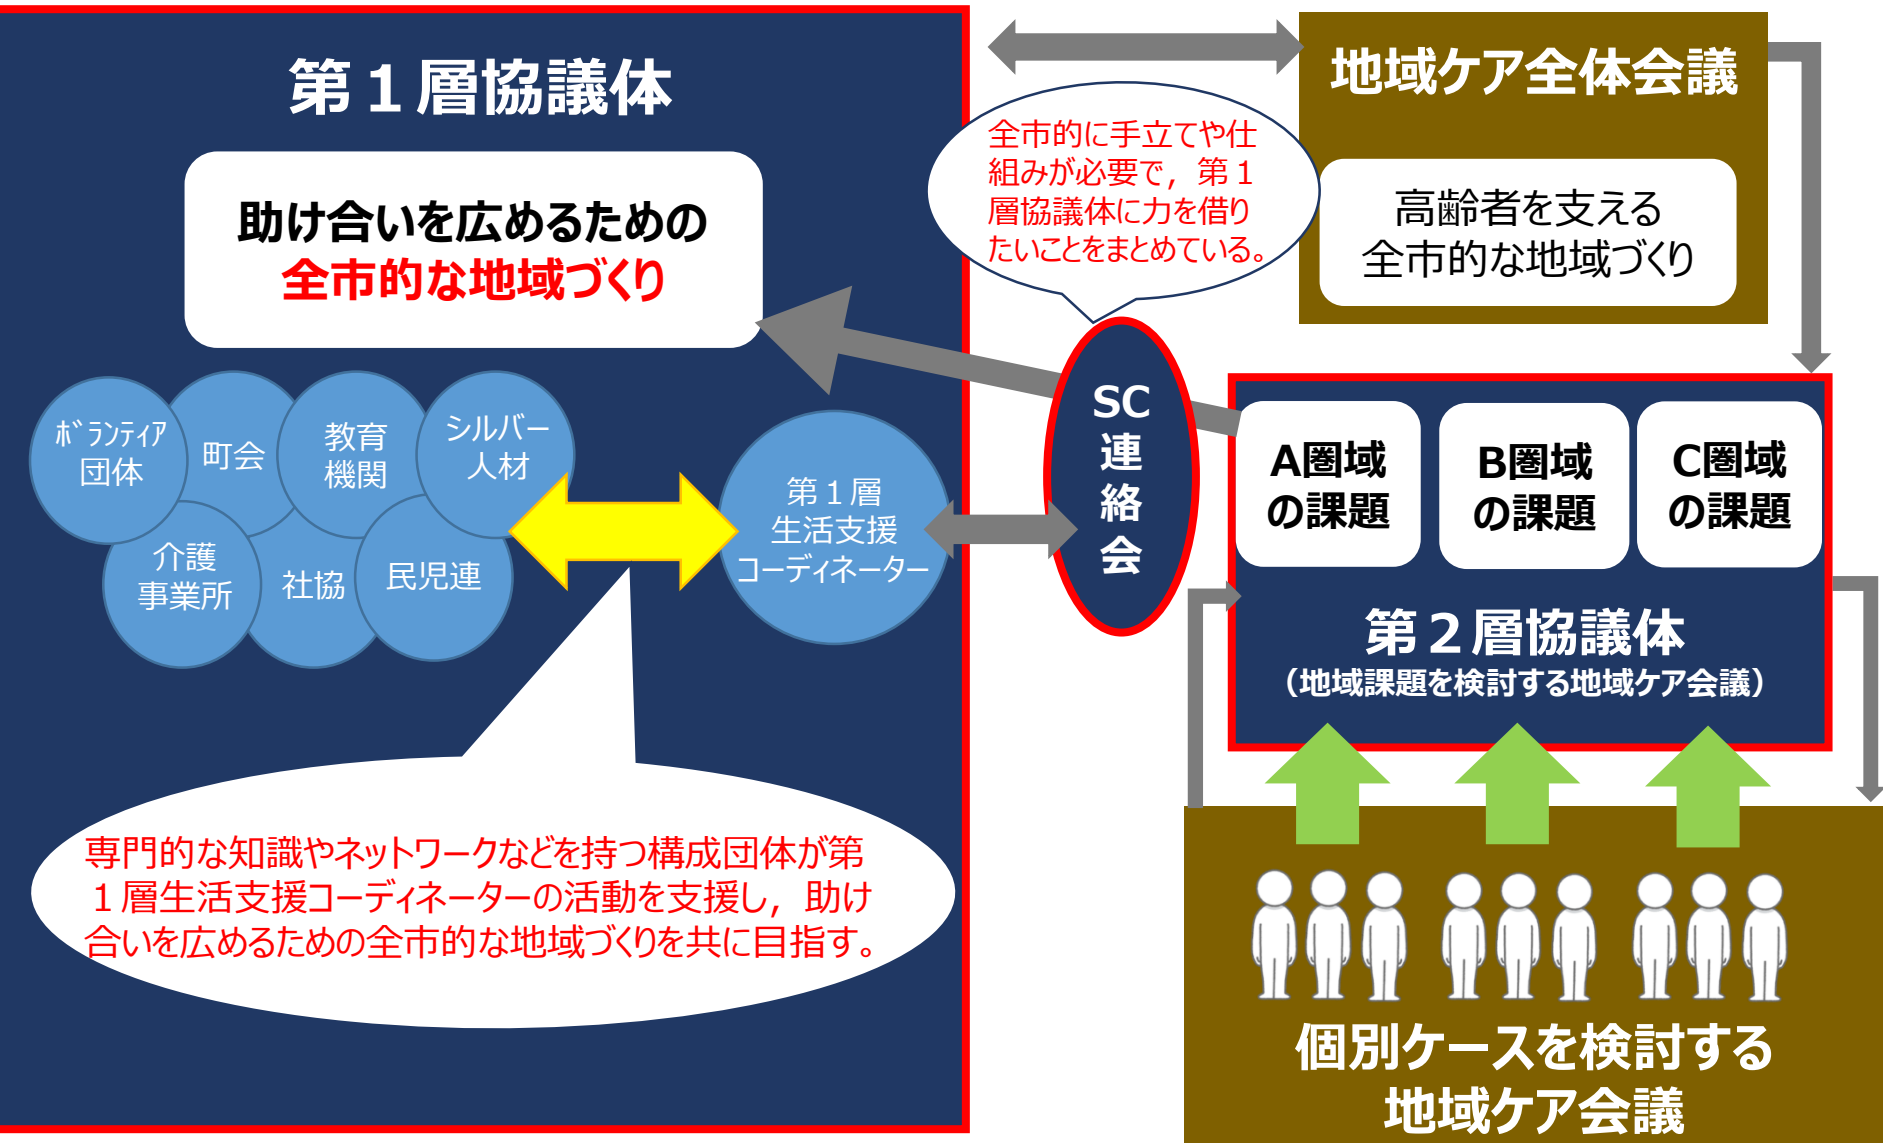 第１層協議体
助け合いを広めるための
全市的な地域づくり
ボランティア
団体
町会
教育
機関
シルバー
人材
介護
事業所
社協
民児連
第１層
生活支援
コーディネーター
専門的な知識やネットワークなどを持つ構成団体が第
１層生活支援コーディネーターの活動を支援し，助け
合いを広めるための全市的な地域づくりを共に目指す。
全市的に手立てや仕
組みが必要で，第１
層協議体に力を借り
たいことをまとめている。
SC
連
絡
会
地域ケア全体会議
高齢者を支える
全市的な地域づくり
A圏域
の課題
B圏域
の課題
C圏域
の課題
第２層協議体
（地域課題を検討する地域ケア会議）
個別ケースを検討する
地域ケア会議